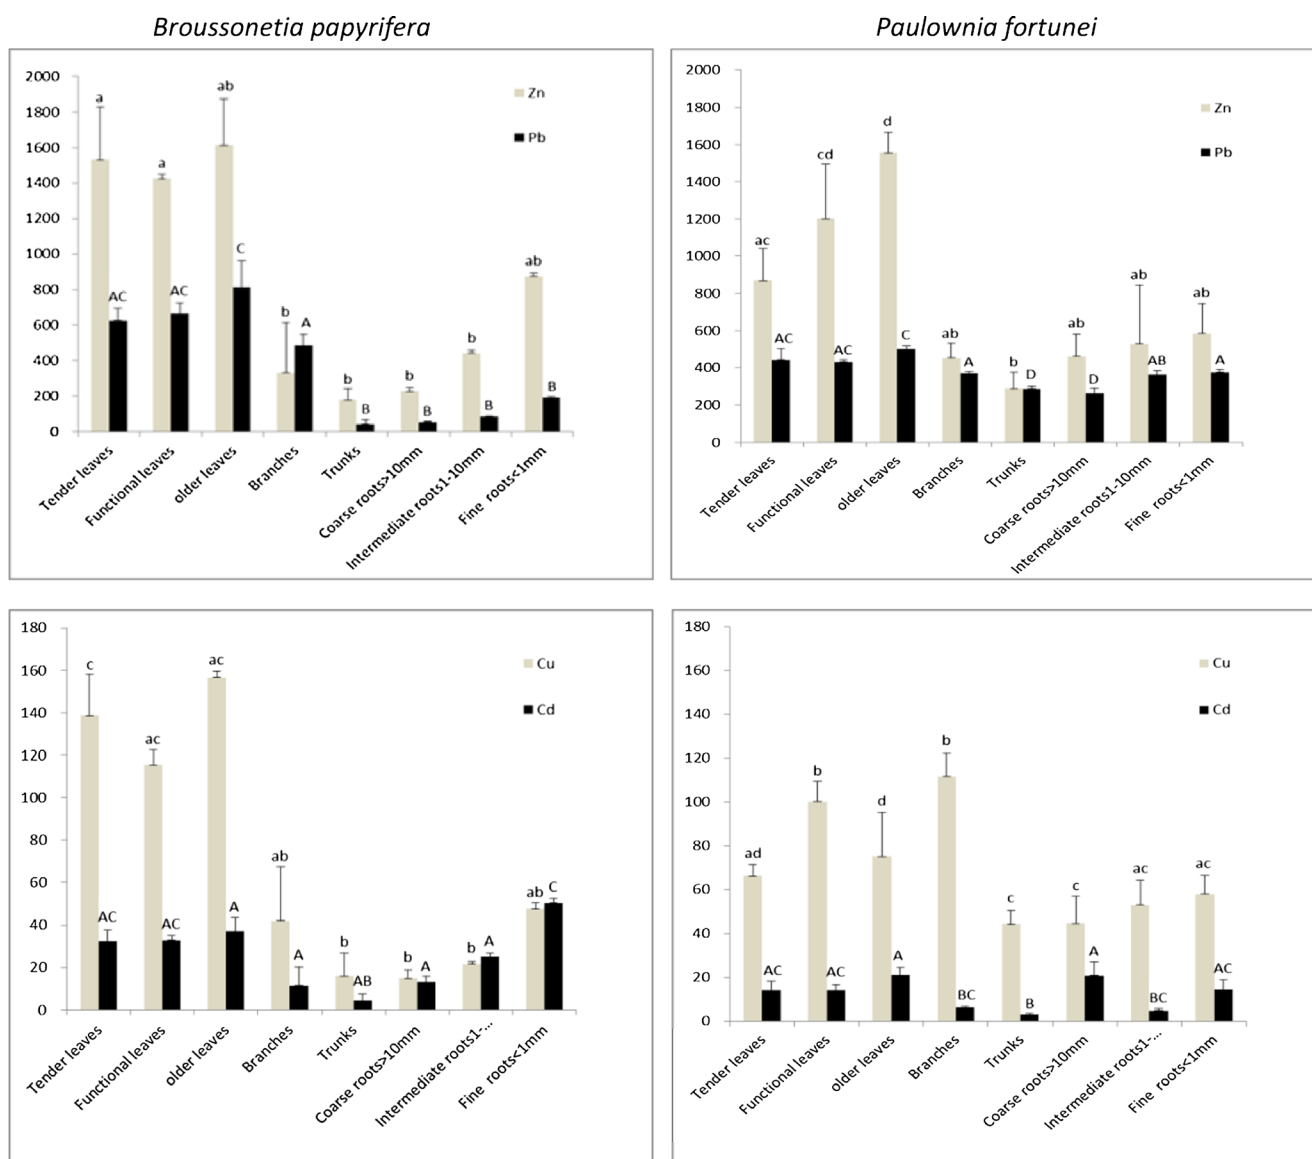 Broussonetia papyrifera
Paulownia fortunei
2000
1800
1600
1400
1200
1000
800
600
400
200
0
a
a
ab
b
b
b
b
ab
AC
AC
C
A
B
B
B
B
Zn
Pb
Tender leaves
Functional leaves
older leaves
Branches
Trunks
Coarse roots>10mm
Intermediate roots1-10mm
Fine roots<1mm
2000
1800
1600
1400
1200
1000
800
600
400
200
0
ac
cd
d
ab
b
ab
ab
ab
AC
AC
C
A
D
D
AB
A
Zn
Pb
Tender leaves
Functional leaves
older leaves
Branches
Trunks
Coarse roots>10mm
Intermediate roots1-10mm
Fine roots<1mm
180
160
140
120
100
80
60
40
20
0
c
ac
ac
ab
b
b
b
ab
AC
AC
A
A
AB
A
A
C
Cu
Cd
Tender leaves
Functional leaves
older leaves
Branches
Trunks
Coarse roots>10mm
Intermediate roots1-...
Fine roots<1mm
180
160
140
120
100
80
60
40
20
0
ad
b
d
b
c
c
ac
ac
AC
AC
A
BC
B
A
BC
AC
Cu
Cd
Tender leaves
Functional leaves
older leaves
Branches
Trunks
Coarse roots>10mm
Intermediate roots1-...
Fine roots<1mm